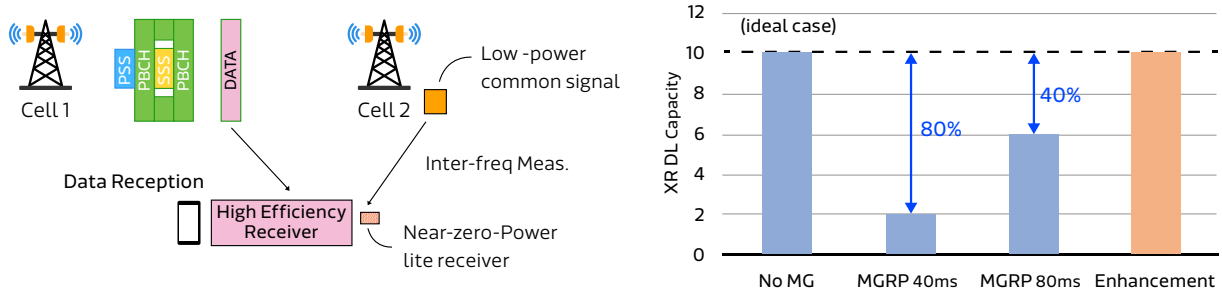 Cell 1
PSS
PBCH
SSS
PBCH
DATA
Cell 2
Low -power
common signal
Inter-freq Meas.
Data Reception
High Efficiency
Receiver
Near-zero-Power
lite receiver
(ideal case)
XR DL Capacity
12
10
8
6
4
2
0
80%
40%
No MG
MGRP 40ms
MGRP 80ms
Enhancement